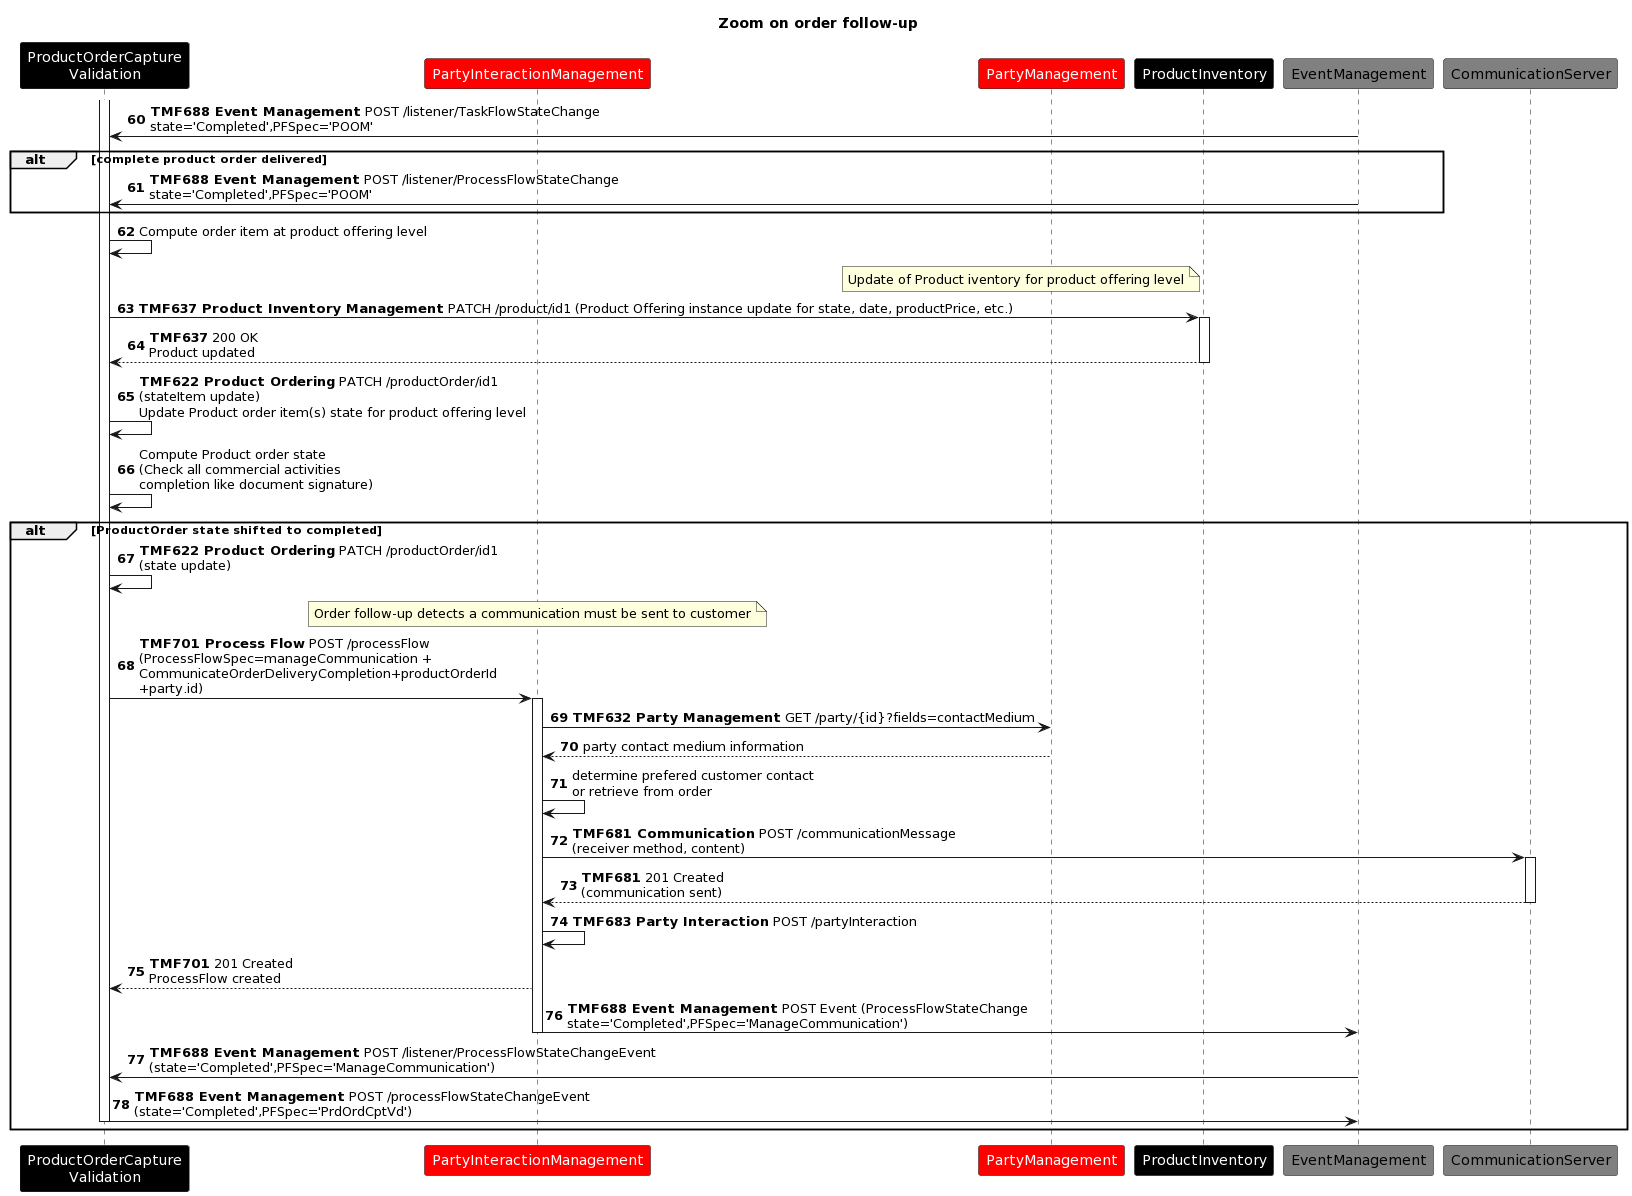 Zoom on order follow-up
ProductOrderCapture
Validation
PartyInteractionManagement
PartyManagement
ProductInventory
EventManagement
CommunicationServer
60 TMF688 Event Management POST /listener/TaskFlowStateChange
state='Completed',PFSpec='POOM'
alt [complete product order delivered]
61 TMF688 Event Management POST /listener/ProcessFlowStateChange
state='Completed',PFSpec='POOM'
62 Compute order item at product offering level
Update of Product iventory for product offering level
63 TMF637 Product Inventory Management PATCH /product/id1 (Product Offering instance update for state, date, productPrice, etc.)
64 TMF637 200 OK
Product updated
65 TMF622 Product Ordering PATCH /productOrder/id1
(stateItem update)
Update Product order item(s) state for product offering level
66 Compute Product order state
(Check all commercial activities
completion like document signature)
alt [ProductOrder state shifted to completed]
67 TMF622 Product Ordering PATCH /productOrder/id1
(state update)
Order follow-up detects a communication must be sent to customer
68 TMF701 Process Flow POST /processFlow
(ProcessFlowSpec=manageCommunication +
CommunicateOrderDeliveryCompletion+productOrderId
+party.id)
69 TMF632 Party Management GET /party/{id}?fields=contactMedium
70 party contact medium information
71 determine prefered customer contact
or retrieve from order
72 TMF681 Communication POST /communicationMessage
(receiver method, content)
73 TMF681 201 Created
(communication sent)
74 TMF683 Party Interaction POST /partyInteraction
75 TMF701 201 Created
ProcessFlow created
76 TMF688 Event Management POST Event (ProcessFlowStateChange
state='Completed',PFSpec='ManageCommunication')
77 TMF688 Event Management POST /listener/ProcessFlowStateChangeEvent
(state='Completed',PFSpec='ManageCommunication')
78 TMF688 Event Management POST /processFlowStateChangeEvent
(state='Completed',PFSpec='PrdOrdCptVd')
ProductOrderCapture
Validation
PartyInteractionManagement
PartyManagement
ProductInventory
EventManagement
CommunicationServer